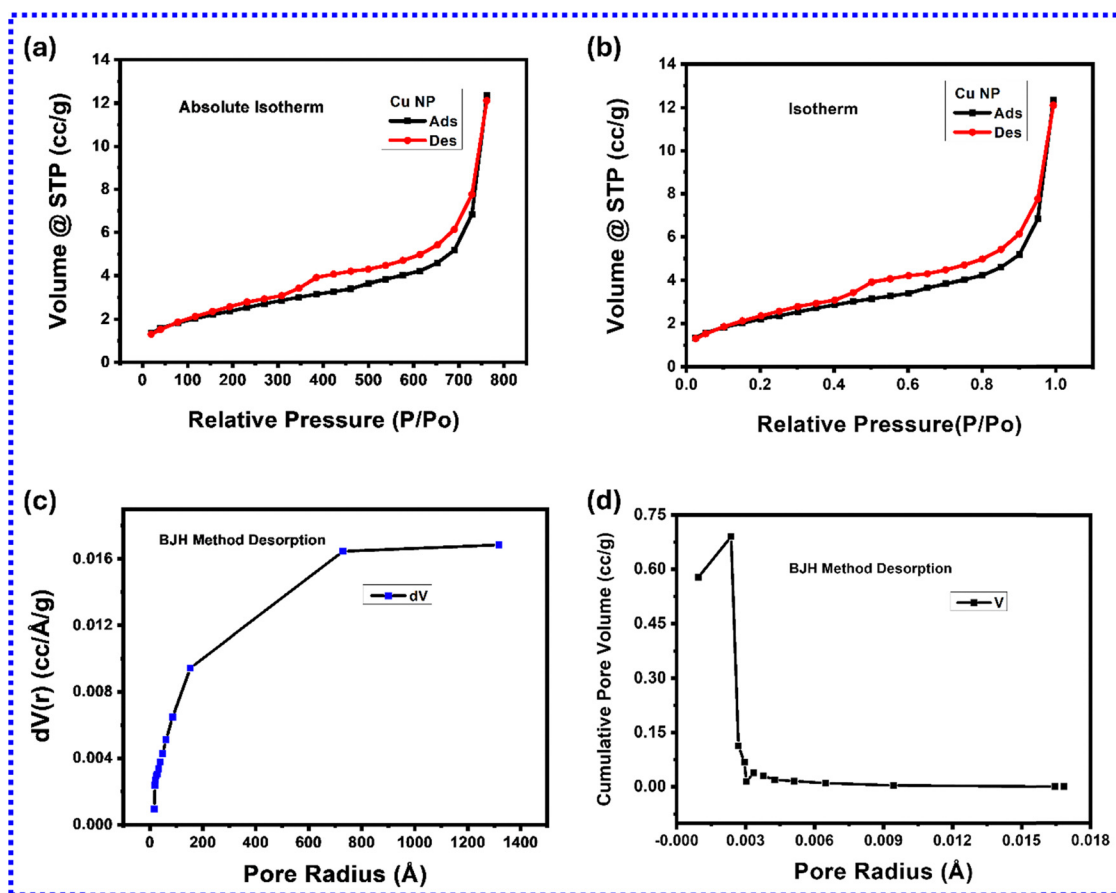 (a)
Volume @ STP (cc/g)
14
12
10
8
6
4
2
0
Absolute Isotherm
Cu NP
Ads
Des
0 100 200 300 400 500 600 700 800
Relative Pressure (P/Po)
(b)
Volume @ STP (cc/g)
14
12
10
8
6
4
2
0
Isotherm
Cu NP
Ads
Des
0.0 0.2 0.4 0.6 0.8 1.0
Relative Pressure(P/Po)
(c)
dV(r) (cc/Å/g)
0.016
0.012
0.008
0.004
0.000
BJH Method Desorption
dV
0 200 400 600 800 1000 1200 1400
Pore Radius (Å)
(d)
Cumulative Pore Volume (cc/g)
0.75
0.60
0.45
0.30
0.15
0.00
BJH Method Desorption
V
-0.000 0.003 0.006 0.009 0.012 0.015 0.018
Pore Radius (Å)